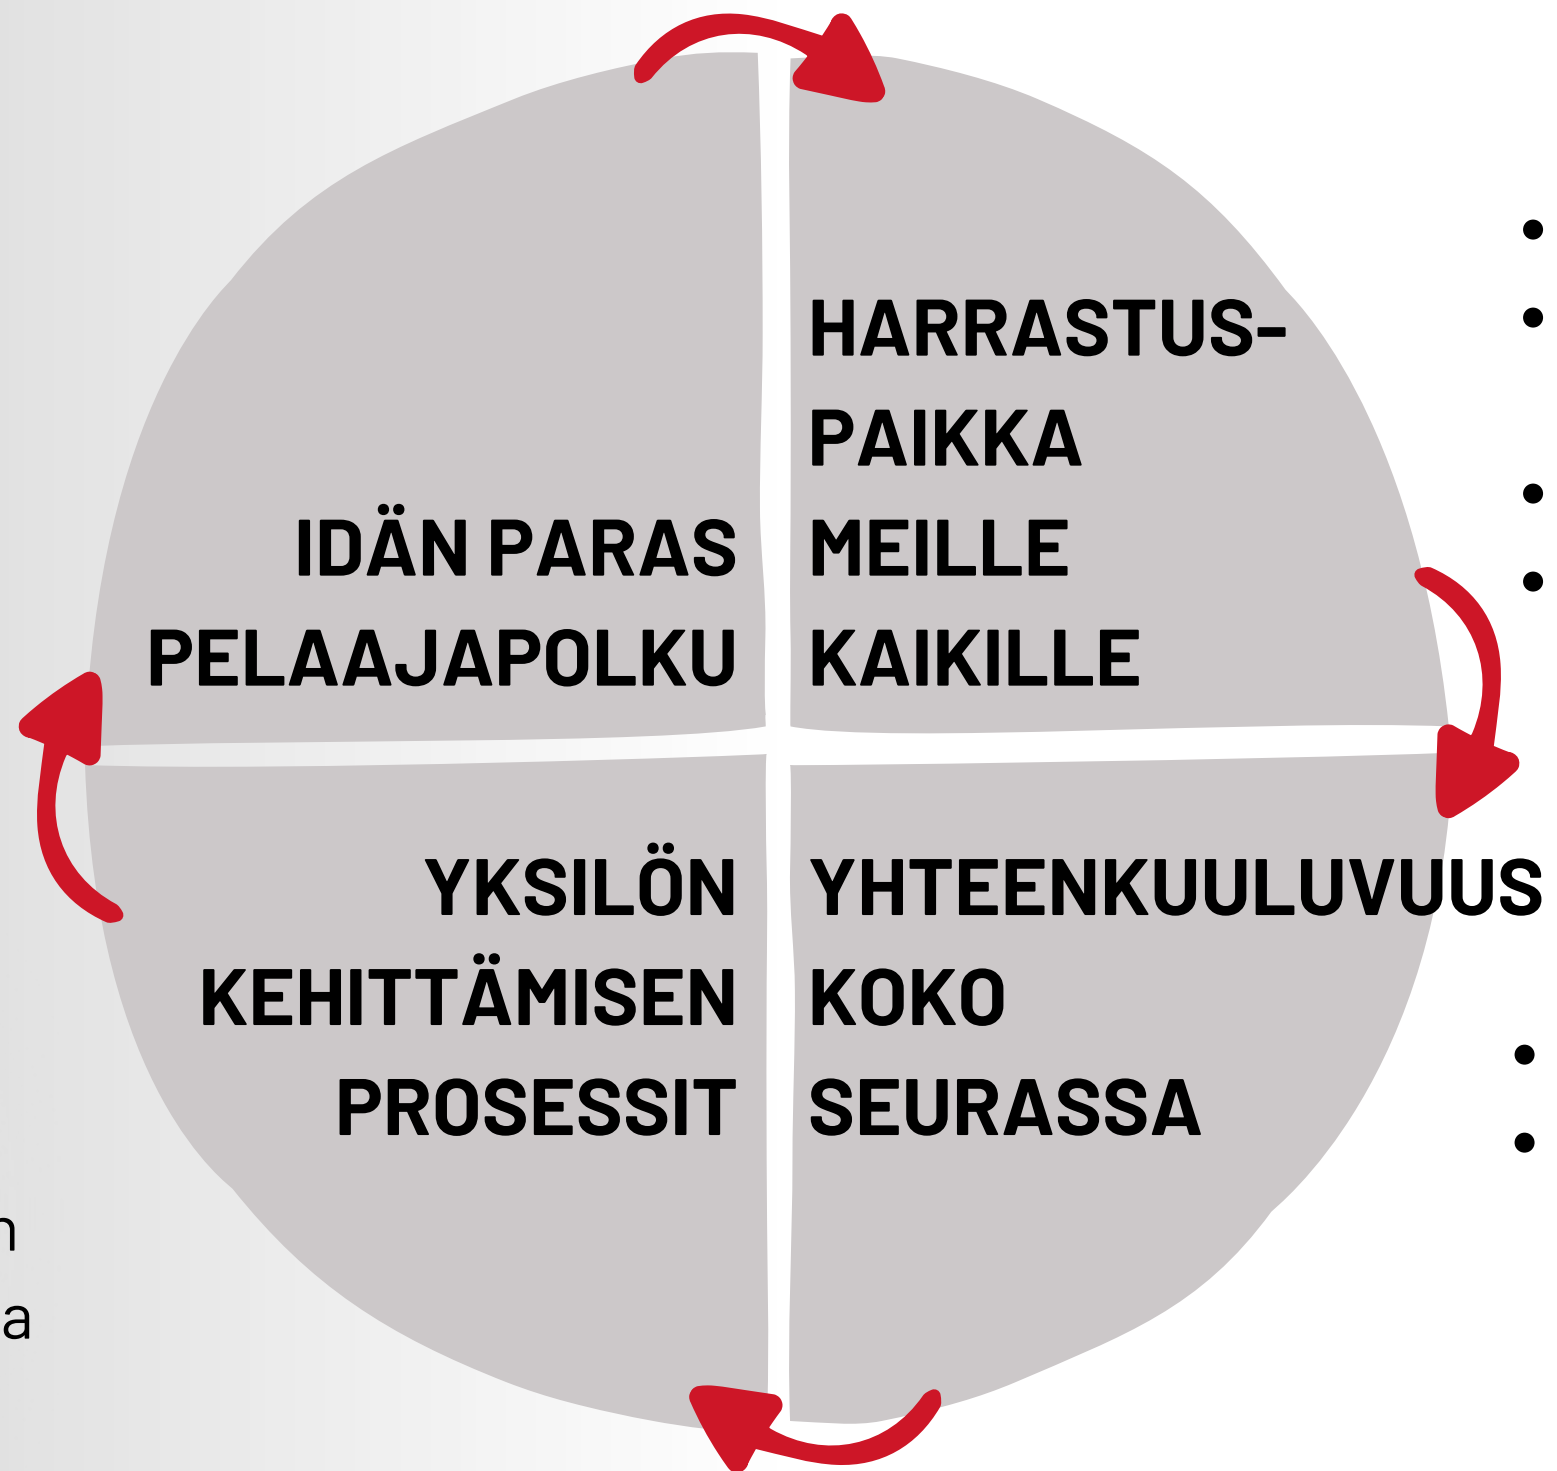 IDÄN PARAS
PELAAJAPOLKU
HARRASTUS-
PAIKKA
MEILLE
KAIKILLE
YKSILÖN
KEHITTÄMISEN
PROSESSIT
YHTEENKUULUVUUS
KOKO
SEURASSA
n
a